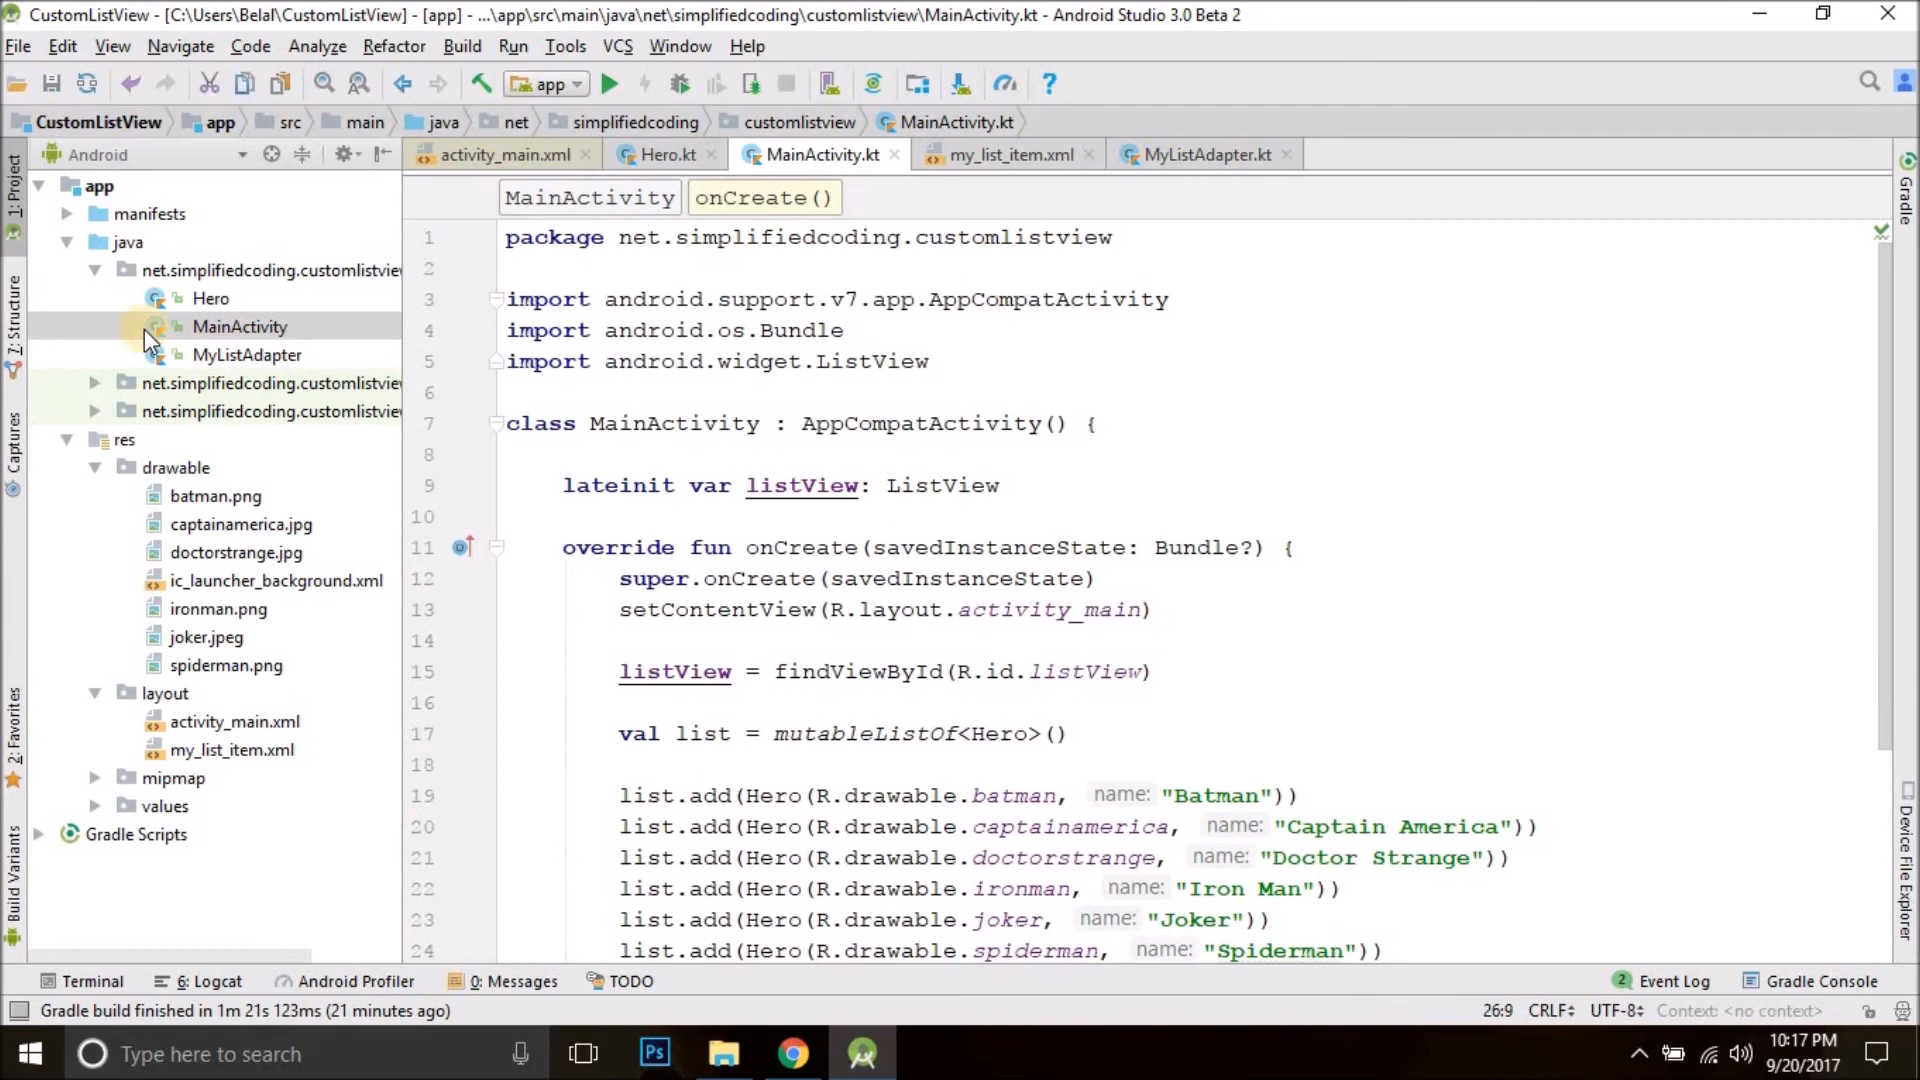 CustomListView - [C:\Users\Belal\CustomListView] - [app] - ...\app\src\main\java\net\simplifiedcoding\customlistview\MainActivity.kt - Android Studio 3.0 Beta 2
File Edit View Navigate Code Analyze Refactor Build Run Tools VCS Window Help
app
CustomListView app src main java net simplifiedcoding customlistview MainActivity.kt
Android
activity_main.xml Hero.kt MainActivity.kt my_list_item.xml MyListAdapter.kt
1: Project
7: Structure
Captures
2: Favorites
Build Variants
app
manifests
java
net.simplifiedcoding.customlistview
Hero
MainActivity
MyListAdapter
net.simplifiedcoding.customlistview
net.simplifiedcoding.customlistview
res
drawable
batman.png
captainamerica.jpg
doctorstrange.jpg
ic_launcher_background.xml
ironman.png
joker.jpeg
spiderman.png
layout
activity_main.xml
my_list_item.xml
mipmap
values
Gradle Scripts
MainActivity onCreate()
1 package net.simplifiedcoding.customlistview
2
3 import android.support.v7.app.AppCompatActivity
4 import android.os.Bundle
5 import android.widget.ListView
6
7 class MainActivity : AppCompatActivity() {
8
9 lateinit var listView: ListView
10
11 override fun onCreate(savedInstanceState: Bundle?) {
12 super.onCreate(savedInstanceState)
13 setContentView(R.layout.activity_main)
14
15 listView = findViewById(R.id.listView)
16
17 val list = mutableListOf<Hero>()
18
19 list.add(Hero(R.drawable.batman, name: "Batman"))
20 list.add(Hero(R.drawable.captainamerica, name: "Captain America"))
21 list.add(Hero(R.drawable.doctorstrange, name: "Doctor Strange"))
22 list.add(Hero(R.drawable.ironman, name: "Iron Man"))
23 list.add(Hero(R.drawable.joker, name: "Joker"))
24 list.add(Hero(R.drawable.spiderman, name: "Spiderman"))
Gradle
Device File Explorer
Terminal 6: Logcat Android Profiler 0: Messages TODO 2 Event Log Gradle Console
Gradle build finished in 1m 21s 123ms (21 minutes ago) 26:9 CRLF UTF-8 Context: <no context>
Type here to search
Ps
10:17 PM
9/20/2017